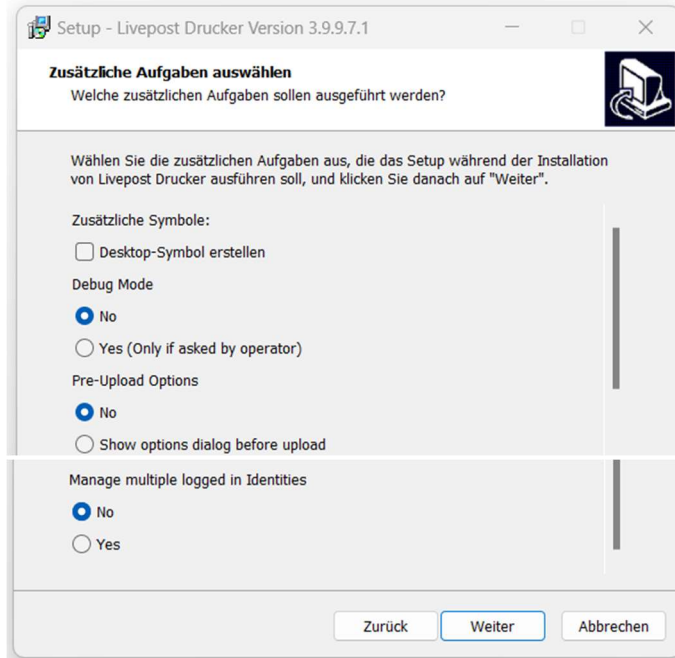 Setup - Livepost Drucker Version 3.9.9.7.1
Zusätzliche Aufgaben auswählen
Welche zusätzlichen Aufgaben sollen ausgeführt werden?
Wählen Sie die zusätzlichen Aufgaben aus, die das Setup während der Installation
von Livepost Drucker ausführen soll, und klicken Sie danach auf "Weiter".
Zusätzliche Symbole:
Desktop-Symbol erstellen
Debug Mode
No
Yes (Only if asked by operator)
Pre-Upload Options
No
Show options dialog before upload
Manage multiple logged in Identities
No
Yes
Zurück Weiter Abbrechen